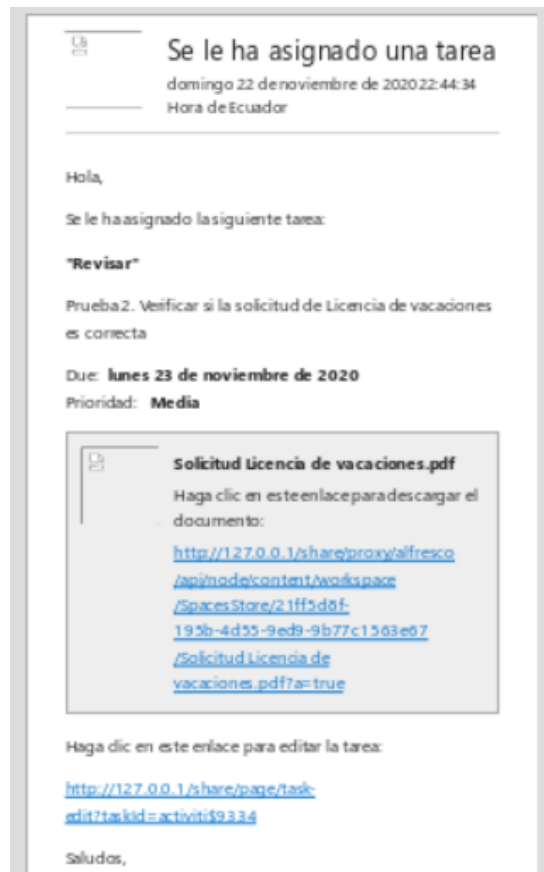 Se le ha asignado una tarea
domingo 22 de noviembre de 2020 22:44:34
Hora de Ecuador
Hola,
Se le ha asignado la siguiente tarea:
"Revisar"
Prueba 2. Verificar si la solicitud de Licencia de vacaciones
es correcta
Due: lunes 23 de noviembre de 2020
Prioridad: Media
Solicitud Licencia de vacaciones.pdf
Haga clic en este enlace para descargar el
documento:
http://127.0.0.1/share/proxy/alfresco
/api/node/content/workspace
/SpacesStore/21ff5d8f-
195b-4d55-9ed9-9b77c1563e67
/Solicitud Licencia de
vacaciones.pdf?a=true
Haga clic en este enlace para editar la tarea:
http://127.0.0.1/share/page/task-
edit?taskId=activiti$9334
Saludos,